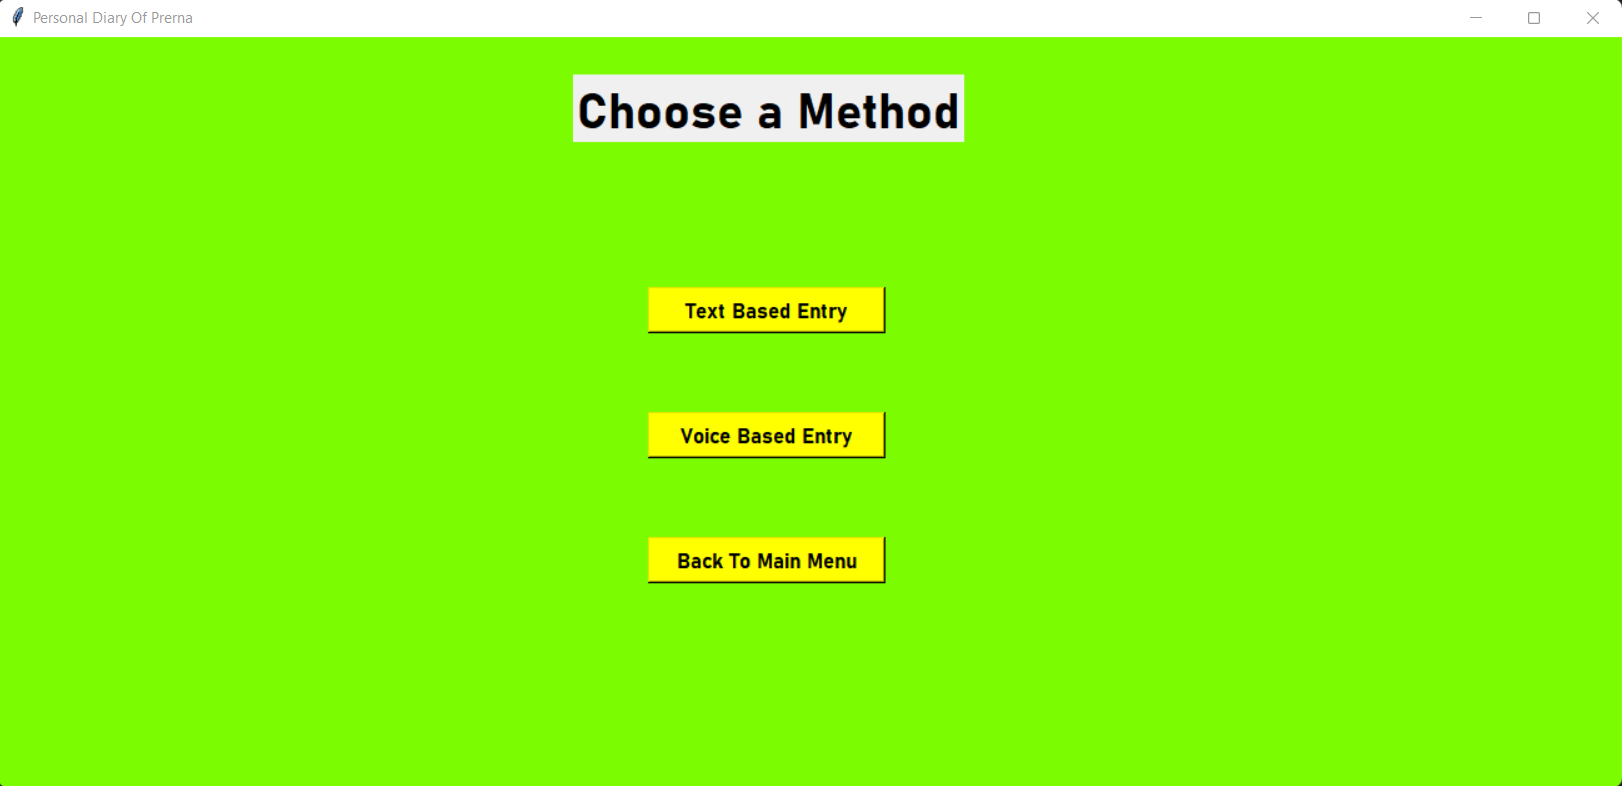 Personal Diary Of Prerna
Choose a Method
Text Based Entry
Voice Based Entry
Back To Main Menu